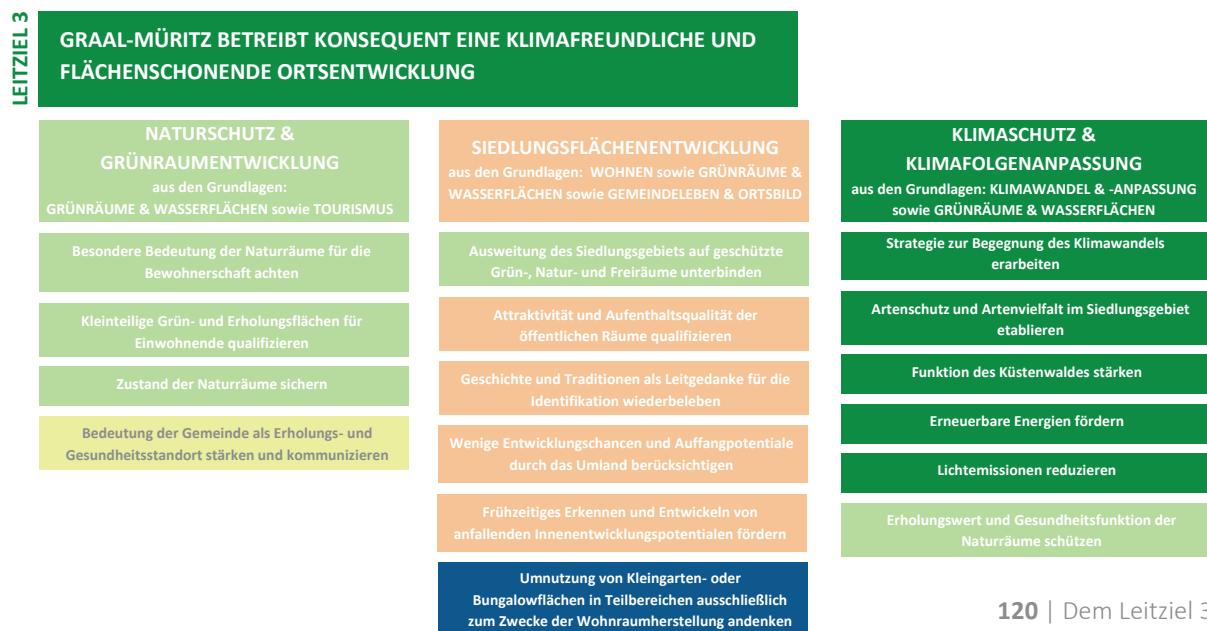 LEITZIEL 3
GRAAL-MÜRITZ BETREIBT KONSEQUENT EINE KLIMAFREUNDLICHE UND
FLÄCHENSCHONENDE ORTSENTWICKLUNG
NATURSCHUTZ &
GRÜNRAUMENTWICKLUNG
aus den Grundlagen:
GRÜNRÄUME & WASSERFLÄCHEN sowie TOURISMUS
Besondere Bedeutung der Naturräume für die
Bewohnerschaft achten
Kleinteilige Grün- und Erholungsflächen für
Einwohnende qualifizieren
Zustand der Naturräume sichern
Bedeutung der Gemeinde als Erholungs- und
Gesundheitsstandort stärken und kommunizieren
SIEDLUNGSFLÄCHENENTWICKLUNG
aus den Grundlagen: WOHNEN sowie GRÜNRÄUME &
WASSERFLÄCHEN sowie GEMEINDELEBEN & ORTSBILD
Ausweitung des Siedlungsgebiets auf geschützte
Grün-, Natur- und Freiräume unterbinden
Attraktivität und Aufenthaltsqualität der
öffentlichen Räume qualifizieren
Geschichte und Traditionen als Leitgedanke für die
Identifikation wiederbeleben
Wenige Entwicklungschancen und Auffangpotentiale
durch das Umland berücksichtigen
Frühzeitiges Erkennen und Entwickeln von
anfallenden Innenentwicklungspotentialen fördern
Umnutzung von Kleingarten- oder
Bungalowflächen in Teilbereichen ausschließlich
zum Zwecke der Wohnraumherstellung andenken
KLIMASCHUTZ &
KLIMAFOLGENANPASSUNG
aus den Grundlagen: KLIMAWANDEL & -ANPASSUNG
sowie GRÜNRÄUME & WASSERFLÄCHEN
Strategie zur Begegnung des Klimawandels
erarbeiten
Artenschutz und Artenvielfalt im Siedlungsgebiet
etablieren
Funktion des Küstenwaldes stärken
Erneuerbare Energien fördern
Lichtemissionen reduzieren
Erholungswert und Gesundheitsfunktion der
Naturräume schützen
120 | Dem Leitziel 3